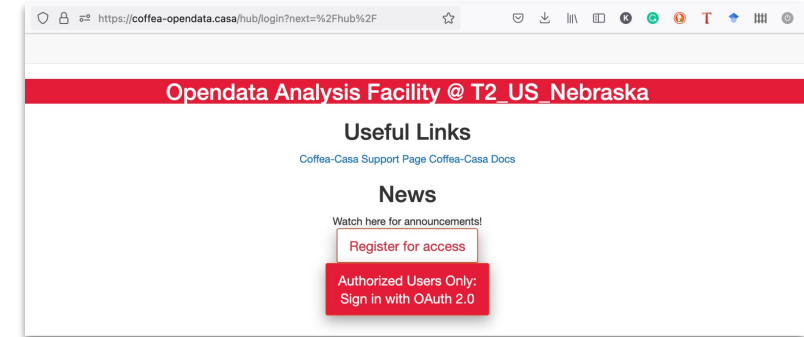 https://coffea-opendata.casa/hub/login?next=%2Fhub%2F
Opendata Analysis Facility @ T2_US_Nebraska
Useful Links
Coffea-Casa Support Page Coffea-Casa Docs
News
Watch here for announcements!
Register for access
Authorized Users Only:
Sign in with OAuth 2.0